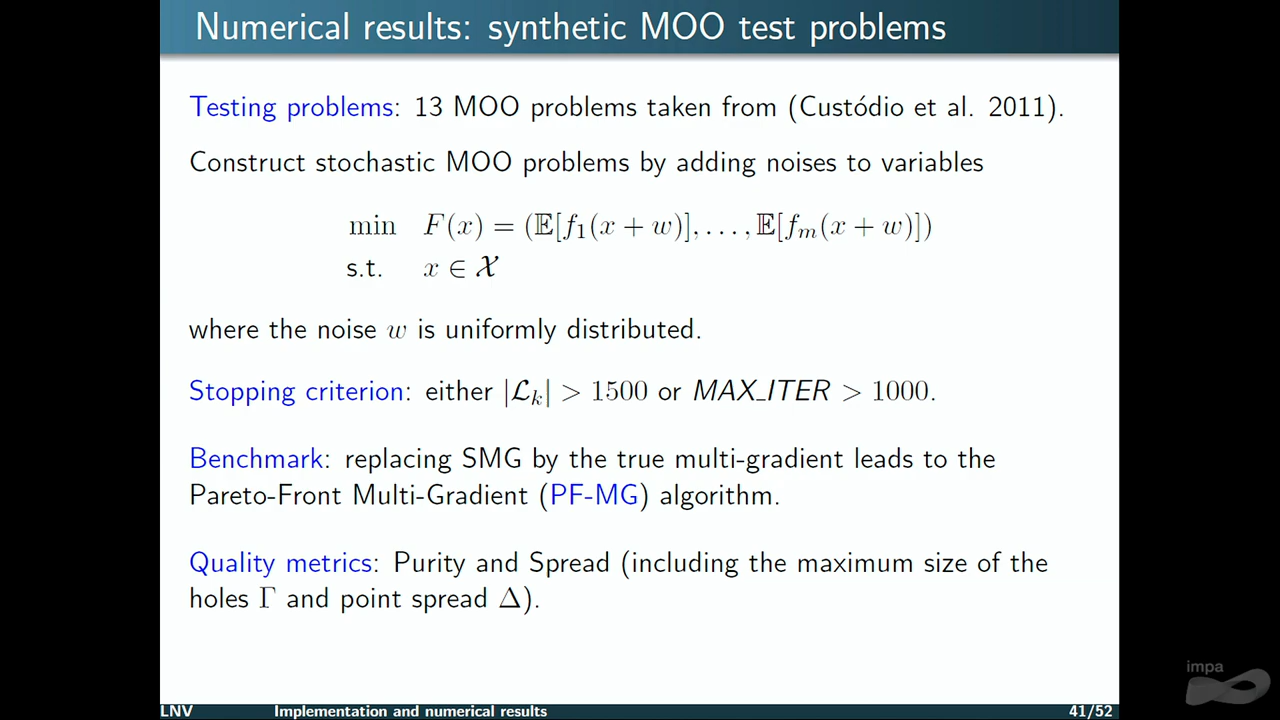 Numerical results: synthetic MOO test problems
Testing problems: 13 MOO problems taken from (Custódio et al. 2011).
Construct stochastic MOO problems by adding noises to variables
min F(x) = (𝔼[f₁(x + w)], . . . , 𝔼[fₘ(x + w)])
s.t. x ∈ 𝒳
where the noise w is uniformly distributed.
Stopping criterion: either |ℒₖ| > 1500 or MAX_ITER > 1000.
Benchmark: replacing SMG by the true multi-gradient leads to the
Pareto-Front Multi-Gradient (PF-MG) algorithm.
Quality metrics: Purity and Spread (including the maximum size of the
holes Γ and point spread Δ).
impa
LNV Implementation and numerical results 41/52